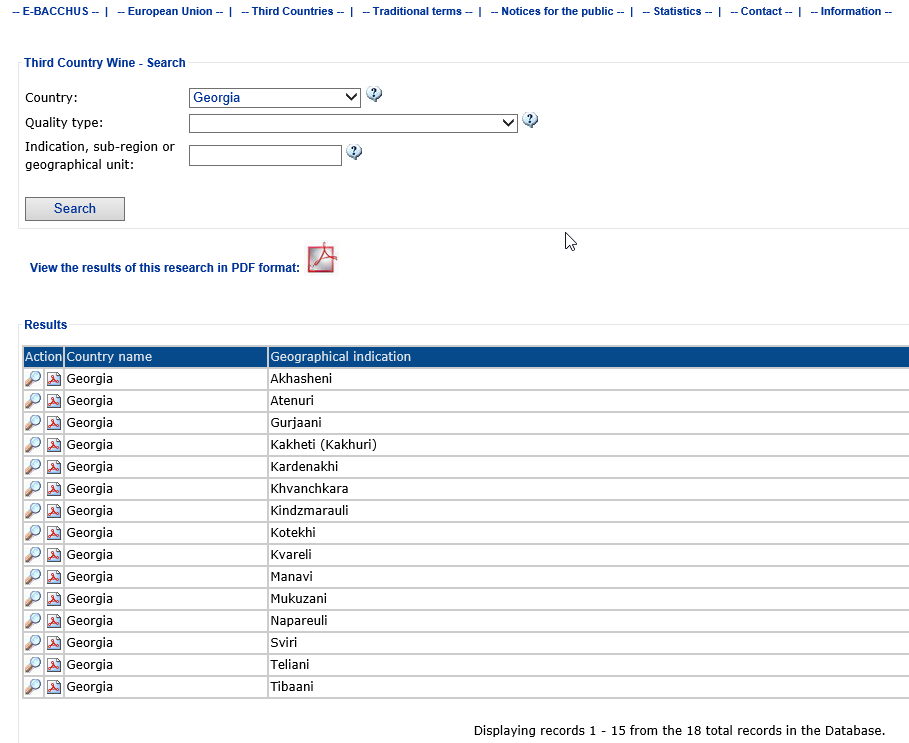 -- E-BACCHUS -- | -- European Union -- | -- Third Countries -- | -- Traditional terms -- | -- Notices for the public -- | -- Statistics -- | -- Contact -- | -- Information --
Third Country Wine - Search
Country: Georgia
Quality type:
Indication, sub-region or
geographical unit:
Search
View the results of this research in PDF format:
Results
Action Country name Geographical indication
Georgia Akhasheni
Georgia Atenuri
Georgia Gurjaani
Georgia Kakheti (Kakhuri)
Georgia Kardenakhi
Georgia Khvanchkara
Georgia Kindzmarauli
Georgia Kotekhi
Georgia Kvareli
Georgia Manavi
Georgia Mukuzani
Georgia Napareuli
Georgia Sviri
Georgia Teliani
Georgia Tibaani
Displaying records 1 - 15 from the 18 total records in the Database.